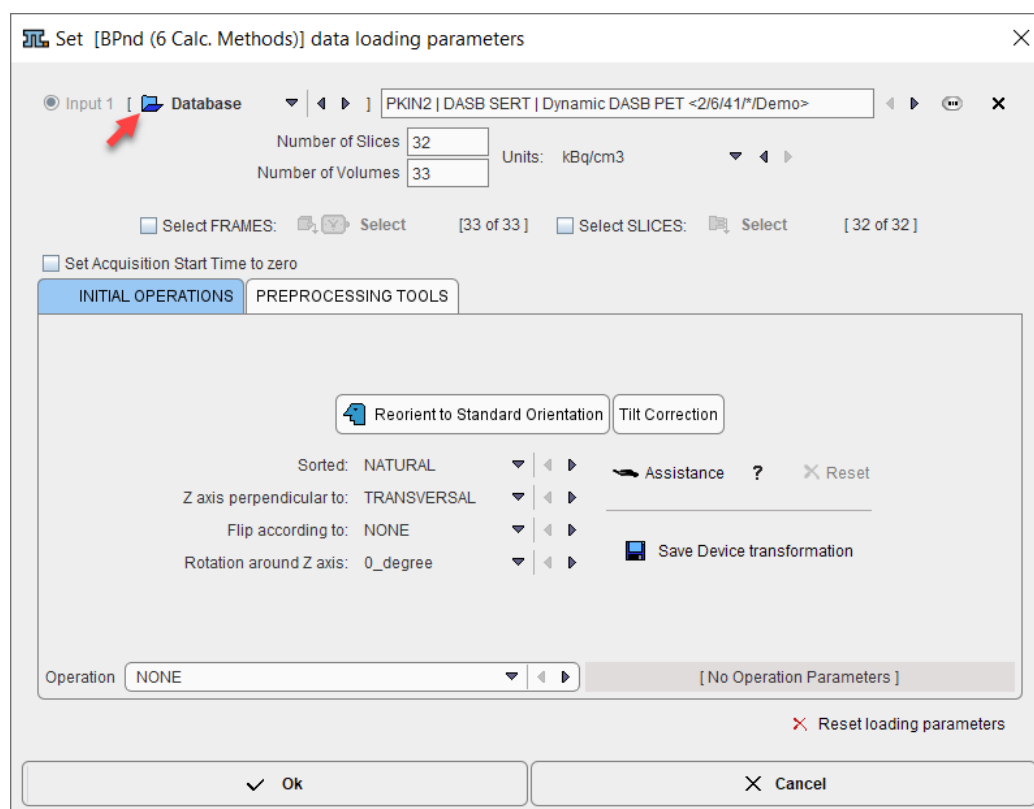 Set [BPnd (6 Calc. Methods)] data loading parameters
Input 1 [ Database ] PKIN2 | DASB SERT | Dynamic DASB PET <2/6/41/*/Demo>
Number of Slices 32
Units: kBq/cm3
Number of Volumes 33
Select FRAMES: Select [33 of 33 ] Select SLICES: Select [ 32 of 32 ]
Set Acquisition Start Time to zero
INITIAL OPERATIONS PREPROCESSING TOOLS
Reorient to Standard Orientation Tilt Correction
Sorted: NATURAL Assistance ? Reset
Z axis perpendicular to: TRANSVERSAL
Flip according to: NONE
Save Device transformation
Rotation around Z axis: 0_degree
Operation NONE [ No Operation Parameters ]
Reset loading parameters
Ok Cancel